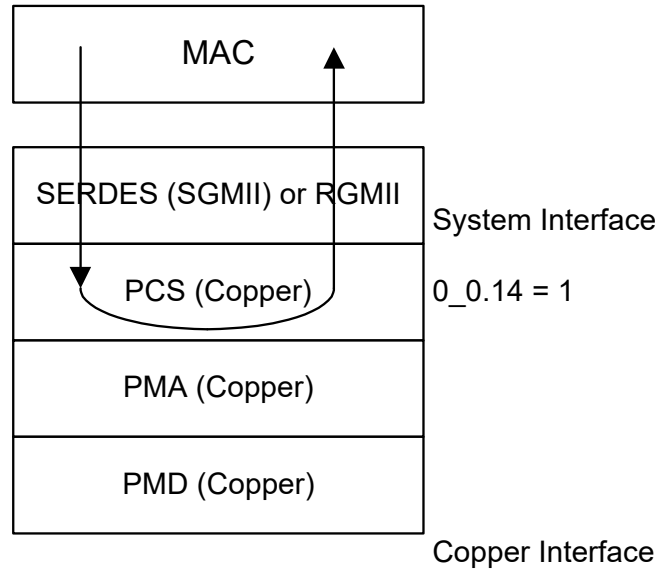 MAC
SERDES (SGMII) or RGMII
System Interface
PCS (Copper)
0_0.14 = 1
PMA (Copper)
PMD (Copper)
Copper Interface